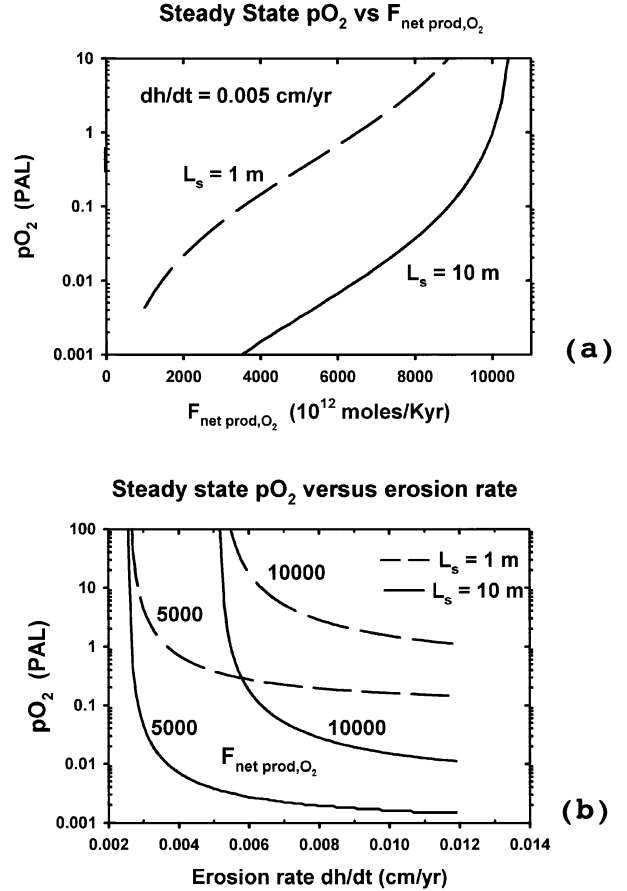 Steady State pO2 vs F net prod,O2
10
1
0.1
0.01
0.001
pO2 (PAL)
dh/dt = 0.005 cm/yr
Ls = 1 m
Ls = 10 m
(a)
0 2000 4000 6000 8000 10000
F net prod,O2 (10^12 moles/Kyr)
Steady state pO2 versus erosion rate
100
10
1
0.1
0.01
0.001
pO2 (PAL)
Ls = 1 m
Ls = 10 m
10000
5000
5000
10000
F net prod,O2
(b)
0.002 0.004 0.006 0.008 0.010 0.012 0.014
Erosion rate dh/dt (cm/yr)